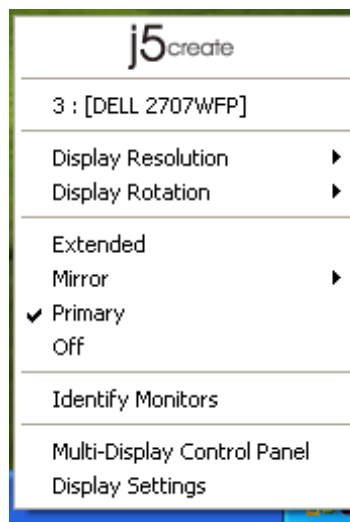 j5create
3 : [DELL 2707WFP]
Display Resolution
Display Rotation
Extended
Mirror
Primary
Off
Identify Monitors
Multi-Display Control Panel
Display Settings